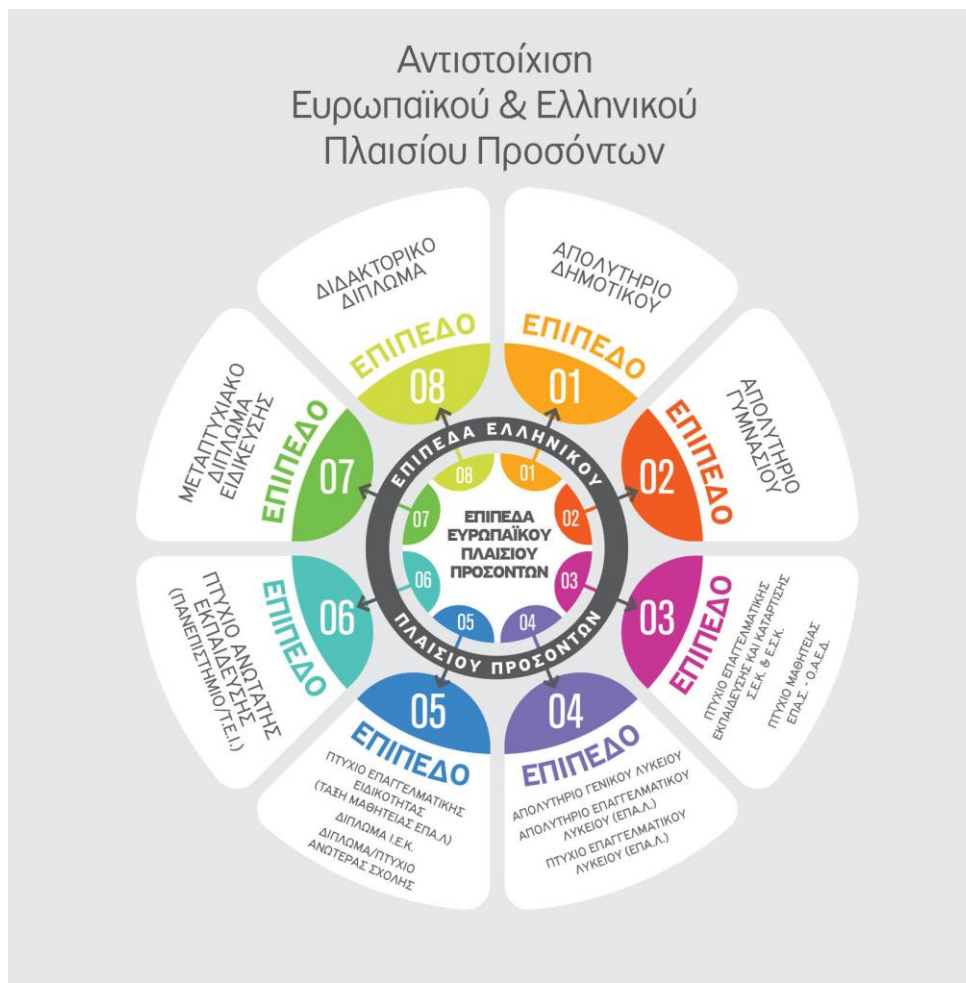 Αντιστοίχιση
Ευρωπαϊκού & Ελληνικού
Πλαισίου Προσόντων
ΑΠΟΛΥΤΗΡΙΟ
ΔΗΜΟΤΙΚΟΥ
ΕΠΙΠΕΔΟ
01
ΑΠΟΛΥΤΗΡΙΟ
ΓΥΜΝΑΣΙΟΥ
ΕΠΙΠΕΔΟ
02
ΕΠΙΠΕΔΟ
03
ΠΤΥΧΙΟ ΕΠΑΓΓΕΛΜΑΤΙΚΗΣ
ΕΚΠΑΙΔΕΥΣΗΣ ΚΑΙ ΚΑΤΑΡΤΙΣΗΣ
Σ.Ε.Κ. & Ε.Σ.Κ.
ΠΤΥΧΙΟ ΜΑΘΗΤΕΙΑΣ
ΕΠΑ.Σ. - Ο.Α.Ε.Δ.
04
ΕΠΙΠΕΔΟ
ΑΠΟΛΥΤΗΡΙΟ ΓΕΝΙΚΟΥ ΛΥΚΕΙΟΥ
ΑΠΟΛΥΤΗΡΙΟ ΕΠΑΓΓΕΛΜΑΤΙΚΟΥ
ΛΥΚΕΙΟΥ (ΕΠΑ.Λ.)
ΠΤΥΧΙΟ ΕΠΑΓΓΕΛΜΑΤΙΚΟΥ
ΛΥΚΕΙΟΥ (ΕΠΑ.Λ.)
05
ΕΠΙΠΕΔΟ
ΠΤΥΧΙΟ ΕΠΑΓΓΕΛΜΑΤΙΚΗΣ
ΕΙΔΙΚΟΤΗΤΑΣ
(ΤΑΞΗ ΜΑΘΗΤΕΙΑΣ ΕΠΑ.Λ)
ΔΙΠΛΩΜΑ Ι.Ε.Κ.
ΔΙΠΛΩΜΑ/ΠΤΥΧΙΟ
ΑΝΩΤΕΡΑΣ ΣΧΟΛΗΣ
06
ΕΠΙΠΕΔΟ
ΠΤΥΧΙΟ ΑΝΩΤΑΤΗΣ
ΕΚΠΑΙΔΕΥΣΗΣ
(ΠΑΝΕΠΙΣΤΗΜΙΟ/Τ.Ε.Ι.)
ΜΕΤΑΠΤΥΧΙΑΚΟ
ΔΙΠΛΩΜΑ
ΕΙΔΙΚΕΥΣΗΣ
ΕΠΙΠΕΔΟ
07
ΔΙΔΑΚΤΟΡΙΚΟ
ΔΙΠΛΩΜΑ
ΕΠΙΠΕΔΟ
08
ΕΠΙΠΕΔΑ ΕΛΛΗΝΙΚΟΥ
ΠΛΑΙΣΙΟΥ ΠΡΟΣΟΝΤΩΝ
01
02
03
04
05
06
07
08
ΕΠΙΠΕΔΑ
ΕΥΡΩΠΑΪΚΟΥ
ΠΛΑΙΣΙΟΥ
ΠΡΟΣΟΝΤΩΝ